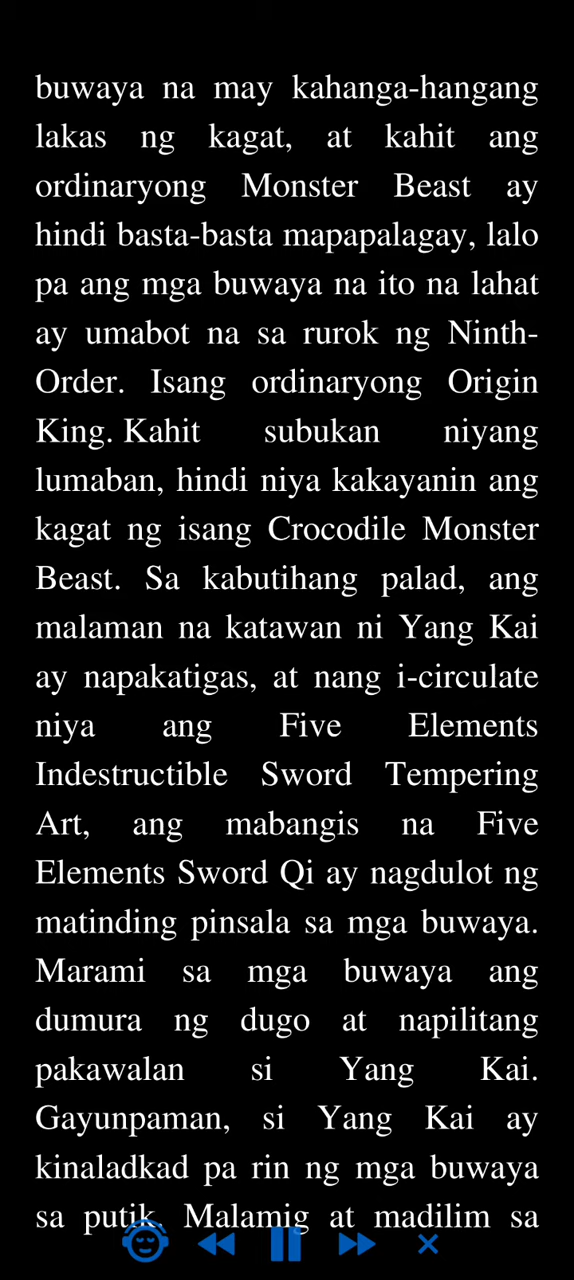 buwaya na may kahanga-hangang
lakas ng kagat, at kahit ang
ordinaryong Monster Beast ay
hindi basta-basta mapapalagay, lalo
pa ang mga buwaya na ito na lahat
ay umabot na sa rurok ng Ninth-
Order. Isang ordinaryong Origin
King. Kahit subukan niyang
lumaban, hindi niya kakayanin ang
kagat ng isang Crocodile Monster
Beast. Sa kabutihang palad, ang
malaman na katawan ni Yang Kai
ay napakatigas, at nang i-circulate
niya ang Five Elements
Indestructible Sword Tempering
Art, ang mabangis na Five
Elements Sword Qi ay nagdulot ng
matinding pinsala sa mga buwaya.
Marami sa mga buwaya ang
dumura ng dugo at napilitang
pakawalan si Yang Kai.
Gayunpaman, si Yang Kai ay
kinaladkad pa rin ng mga buwaya
sa putik. Malamig at madilim sa